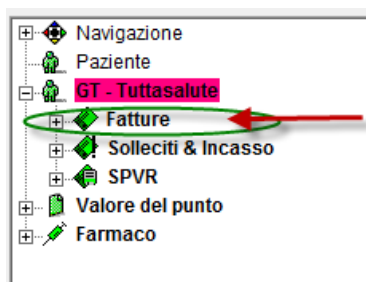 Navigazione
Paziente
GT - Tuttasalute
Fatture
Solleciti & Incasso
SPVR
Valore del punto
Farmaco